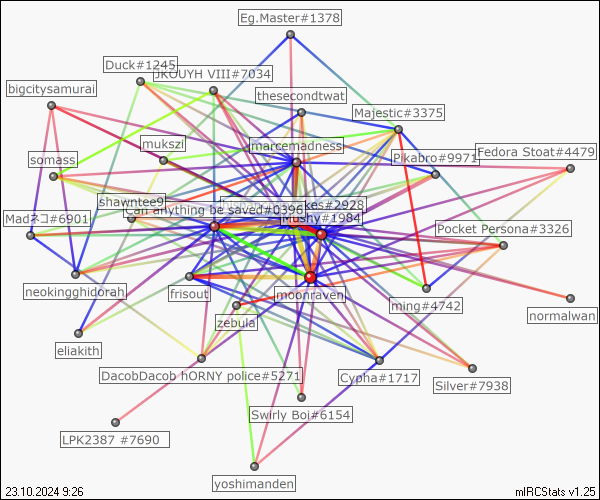 Eg.Master#1378
Duck#1245
JKOUYH VIII#7034
bigcitysamurai
thesecondtwat
Majestic#3375
mukszi
marcemadness
Pikabro#9971
Fedora Stoat#4479
somass
shawntee9
Can anything be saved#0396
kes#2928
Madネコ#6901
Mushy#1984
Pocket Persona#3326
neokingghidorah
frisout
moonraven
ming#4742
normalwan
zebula
eliakith
DacobDacob hORNY police#5271
Cypha#1717
Silver#7938
Swirly Boi#6154
LPK2387 #7690
yoshimanden
23.10.2024 9:26
mIRCStats v1.25